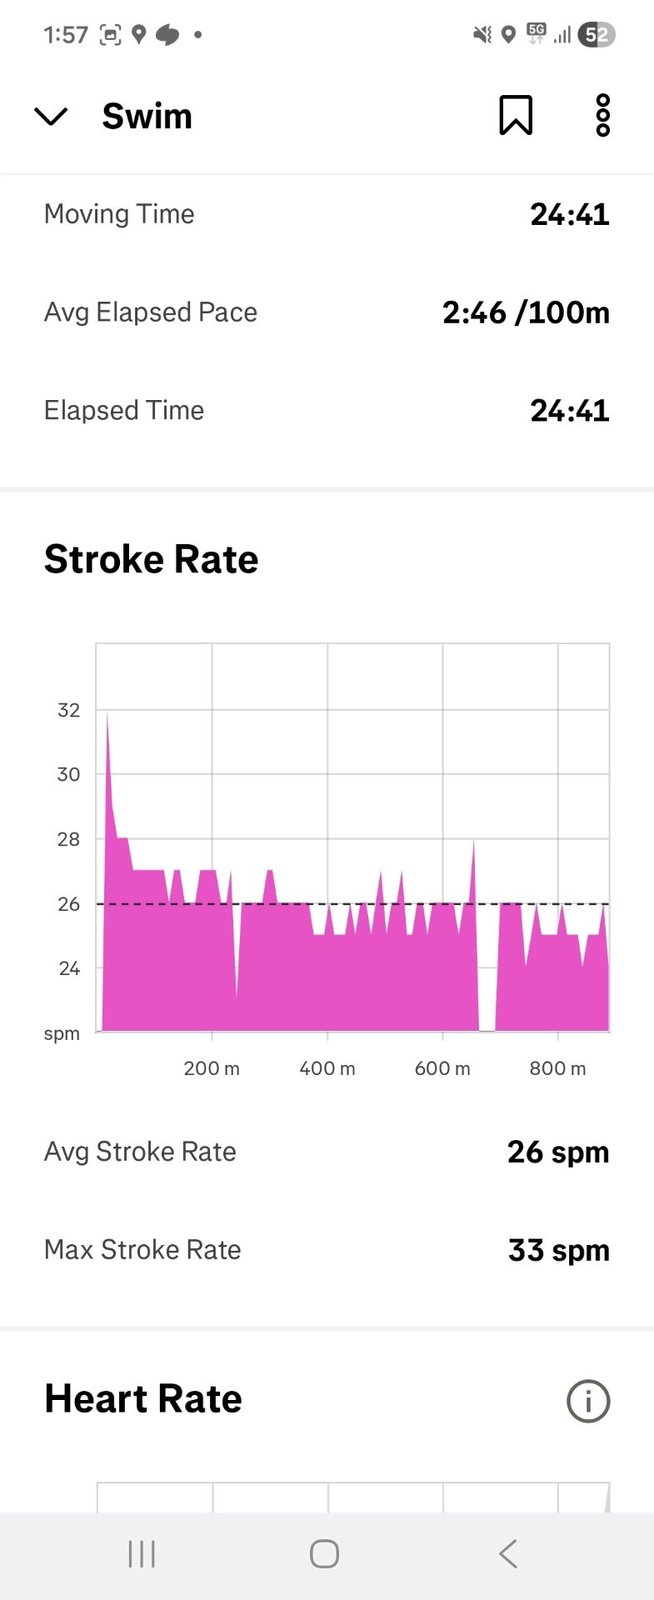 1:57 5G 52
Swim
Moving Time 24:41
Avg Elapsed Pace 2:46 /100m
Elapsed Time 24:41
Stroke Rate
32
30
28
26
24
spm
200 m 400 m 600 m 800 m
Avg Stroke Rate 26 spm
Max Stroke Rate 33 spm
Heart Rate